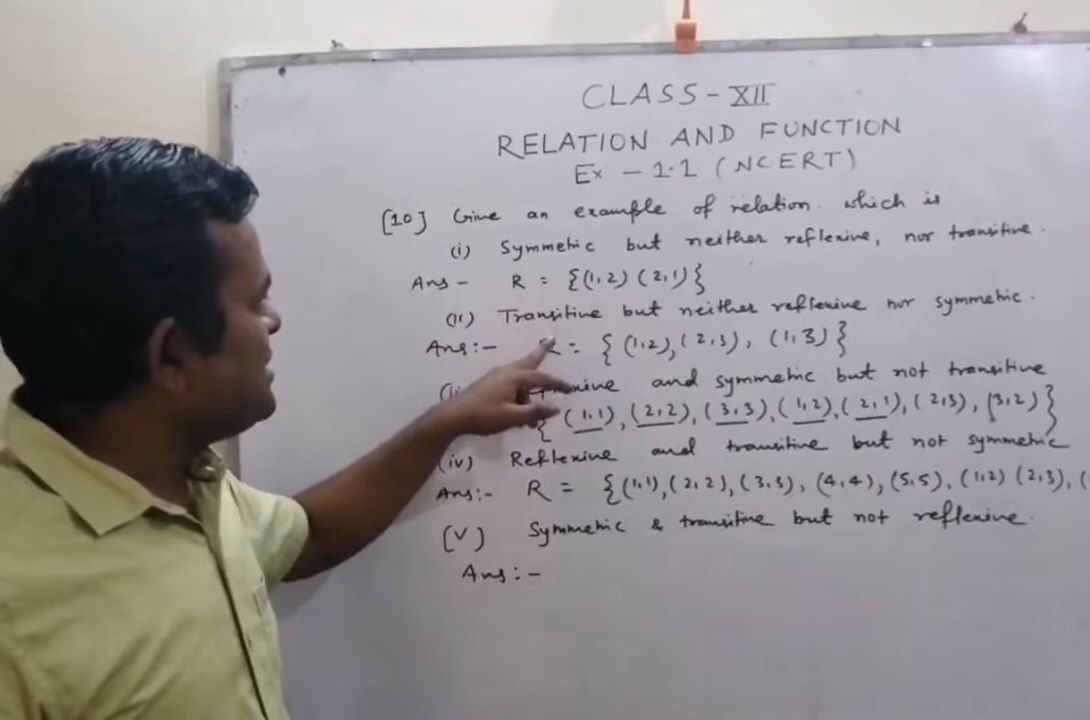 CLASS - XII
RELATION AND FUNCTION
Ex - 1.1 (NCERT)
[10] Give an example of relation. which is
(i) Symmetric but neither reflexive, nor transitive.
Ans - R = {(1,2) (2,1)}
(ii) Transitive but neither reflexive nor symmetric.
Ans :- R = { (1,2), (2,3), (1,3) }
and symmetric but not transitive
{ (1,1), (2,2), (3,3), (1,2), (2,1), (2,3), (3,2) }
(iv) Reflexive and transitive but not symmetric
Ans :- R = {(1,1), (2,2), (3,3), (4,4), (5,5), (1,2) (2,3), (
(V) Symmetric & transitive but not reflexive.
Ans :-